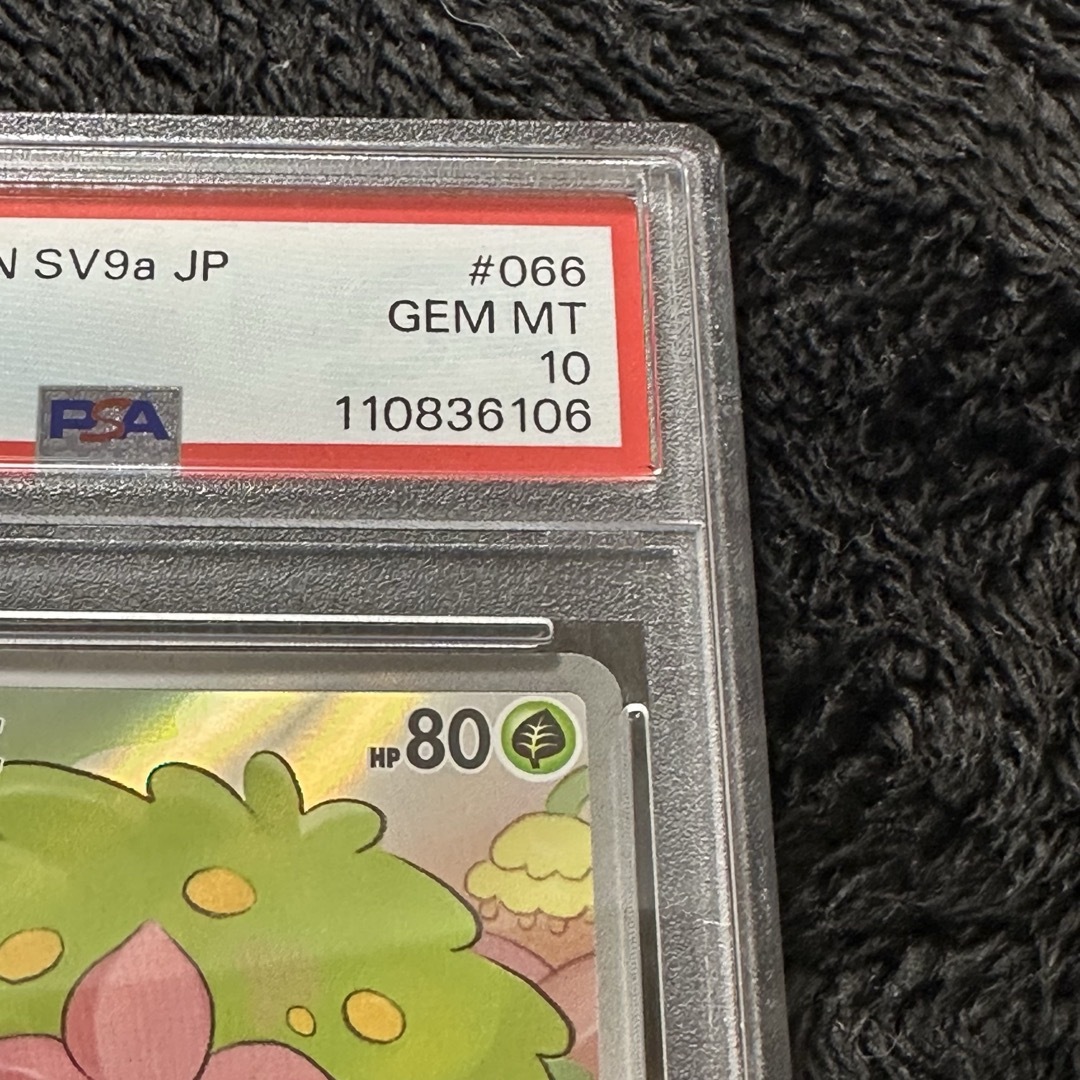 N SV9a JP #066
GEM MT
10
PSA 110836106
HP 80